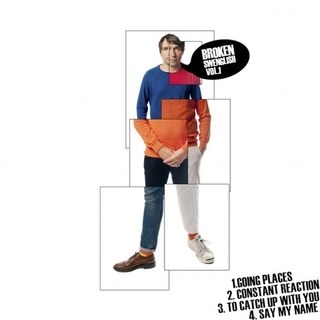 BROKEN
SWENGLISH
VOL.1
1.GOING PLACES
2. CONSTANT REACTION
3. TO CATCH UP WITH YOU
4. SAY MY NAME